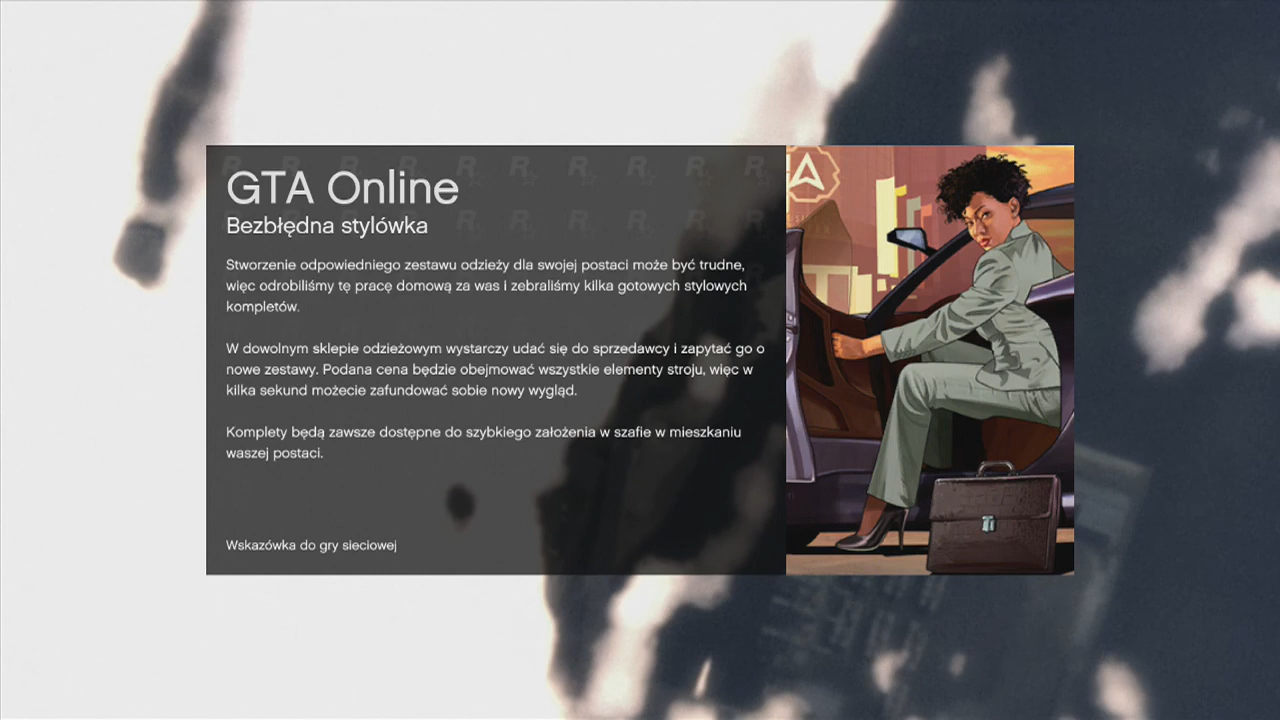 GTA Online
Bezbłędna stylówka
Stworzenie odpowiedniego zestawu odzieży dla swojej postaci może być trudne,
więc odrobiliśmy tę pracę domową za was i zebraliśmy kilka gotowych stylowych
kompletów.
W dowolnym sklepie odzieżowym wystarczy udać się do sprzedawcy i zapytać go o
nowe zestawy. Podana cena będzie obejmować wszystkie elementy stroju, więc w
kilka sekund możecie zafundować sobie nowy wygląd.
Komplety będą zawsze dostępne do szybkiego założenia w szafie w mieszkaniu
waszej postaci.
Wskazówka do gry sieciowej